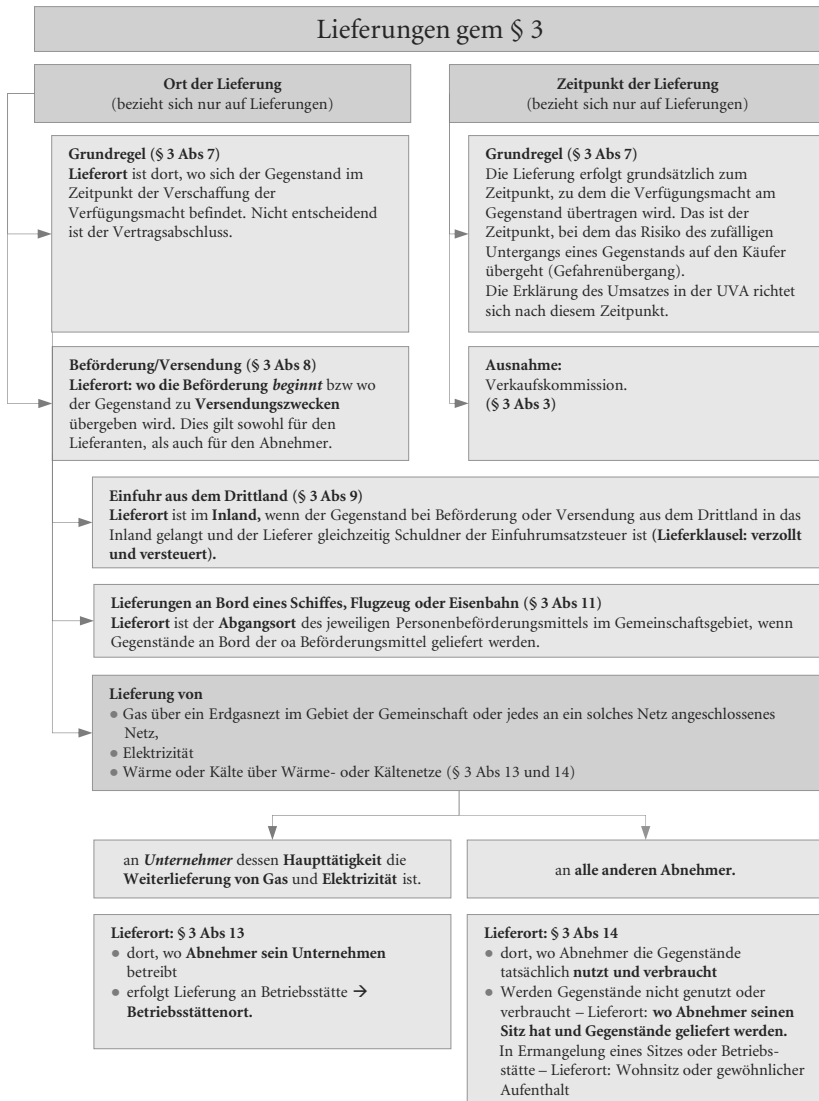 Lieferungen gem § 3
Ort der Lieferung
(bezieht sich nur auf Lieferungen)
Grundregel (§ 3 Abs 7)
Lieferort ist dort, wo sich der Gegenstand im
Zeitpunkt der Verschaffung der
Verfügungsmacht befindet. Nicht entscheidend
ist der Vertragsabschluss.
Beförderung/Versendung (§ 3 Abs 8)
Lieferort: wo die Beförderung beginnt bzw wo
der Gegenstand zu Versendungszwecken
übergeben wird. Dies gilt sowohl für den
Lieferanten, als auch für den Abnehmer.
Zeitpunkt der Lieferung
(bezieht sich nur auf Lieferungen)
Grundregel (§ 3 Abs 7)
Die Lieferung erfolgt grundsätzlich zum
Zeitpunkt, zu dem die Verfügungsmacht am
Gegenstand übertragen wird. Das ist der
Zeitpunkt, bei dem das Risiko des zufälligen
Untergangs eines Gegenstands auf den Käufer
übergeht (Gefahrenübergang).
Die Erklärung des Umsatzes in der UVA richtet
sich nach diesem Zeitpunkt.
Ausnahme:
Verkaufskommission.
(§ 3 Abs 3)
Einfuhr aus dem Drittland (§ 3 Abs 9)
Lieferort ist im Inland, wenn der Gegenstand bei Beförderung oder Versendung aus dem Drittland in das
Inland gelangt und der Lieferer gleichzeitig Schuldner der Einfuhrumsatzsteuer ist (Lieferklausel: verzollt
und versteuert).
Lieferungen an Bord eines Schiffes, Flugzeug oder Eisenbahn (§ 3 Abs 11)
Lieferort ist der Abgangsort des jeweiligen Personenbeförderungsmittels im Gemeinschaftsgebiet, wenn
Gegenstände an Bord der oa Beförderungsmittel geliefert werden.
Lieferung von
• Gas über ein Erdgasnezt im Gebiet der Gemeinschaft oder jedes an ein solches Netz angeschlossenes
Netz,
• Elektrizität
• Wärme oder Kälte über Wärme- oder Kältenetze (§ 3 Abs 13 und 14)
an Unternehmer dessen Haupttätigkeit die
Weiterlieferung von Gas und Elektrizität ist.
Lieferort: § 3 Abs 13
• dort, wo Abnehmer sein Unternehmen
betreibt
• erfolgt Lieferung an Betriebsstätte →
Betriebsstättenort.
an alle anderen Abnehmer.
Lieferort: § 3 Abs 14
• dort, wo Abnehmer die Gegenstände
tatsächlich nutzt und verbraucht
• Werden Gegenstände nicht genutzt oder
verbraucht – Lieferort: wo Abnehmer seinen
Sitz hat und Gegenstände geliefert werden.
In Ermangelung eines Sitzes oder Betriebs-
stätte – Lieferort: Wohnsitz oder gewöhnlicher
Aufenthalt